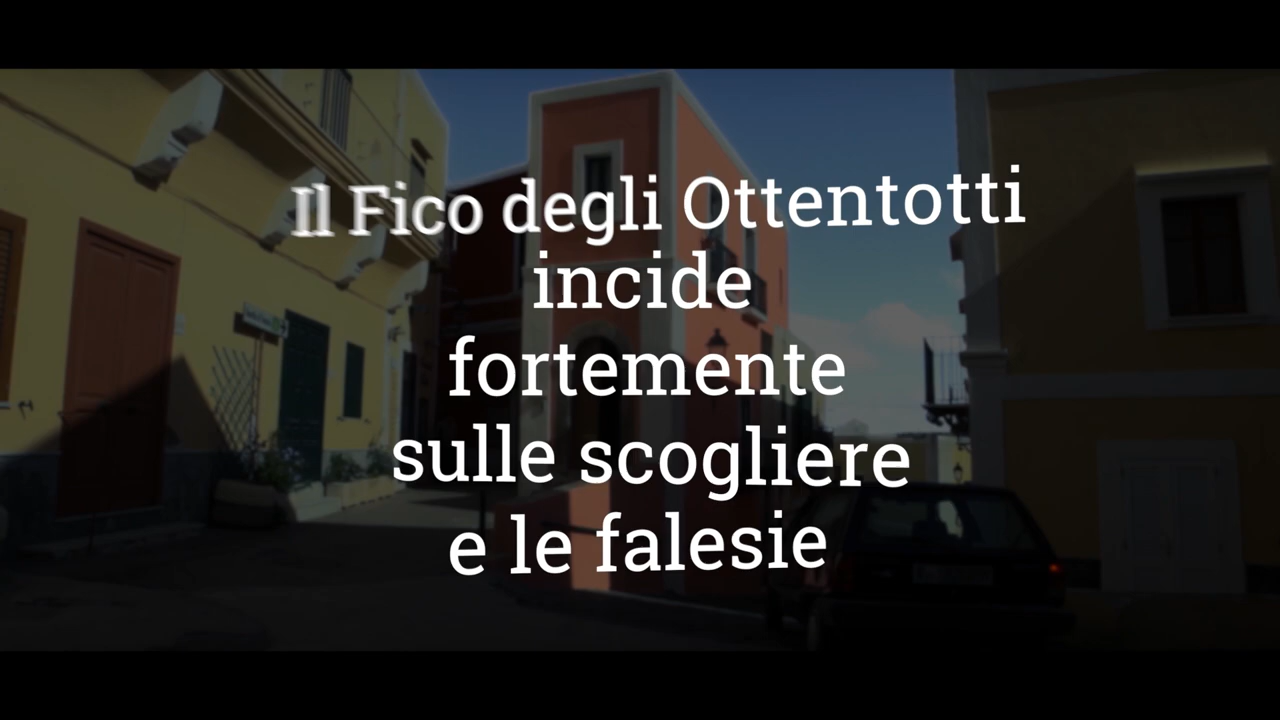 Il Fico degli Ottentotti
incide
fortemente
sulle scogliere
e le falesie